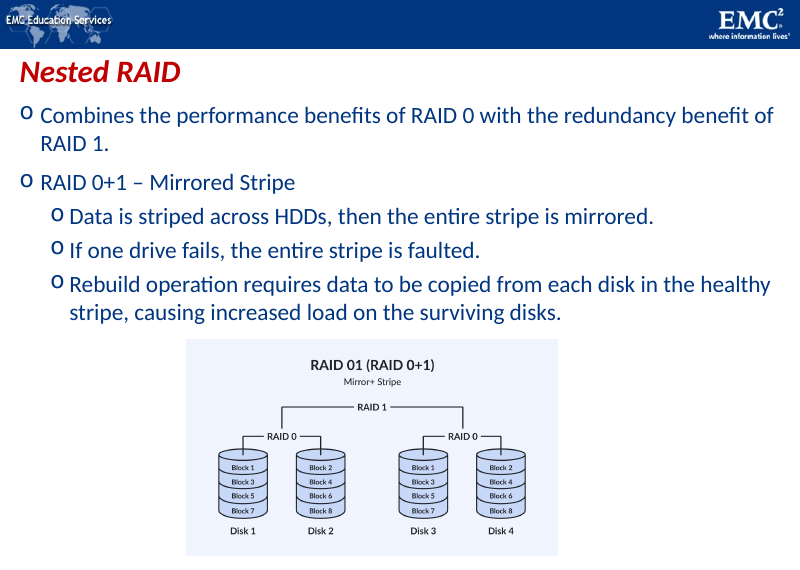 EMC Education Services
EMC²
where information lives®
Nested RAID
o Combines the performance benefits of RAID 0 with the redundancy benefit of
RAID 1.
o RAID 0+1 – Mirrored Stripe
o Data is striped across HDDs, then the entire stripe is mirrored.
o If one drive fails, the entire stripe is faulted.
o Rebuild operation requires data to be copied from each disk in the healthy
stripe, causing increased load on the surviving disks.
RAID 01 (RAID 0+1)
Mirror+ Stripe
RAID 1
RAID 0 RAID 0
Block 1 Block 2 Block 1 Block 2
Block 3 Block 4 Block 3 Block 4
Block 5 Block 6 Block 5 Block 6
Block 7 Block 8 Block 7 Block 8
Disk 1 Disk 2 Disk 3 Disk 4